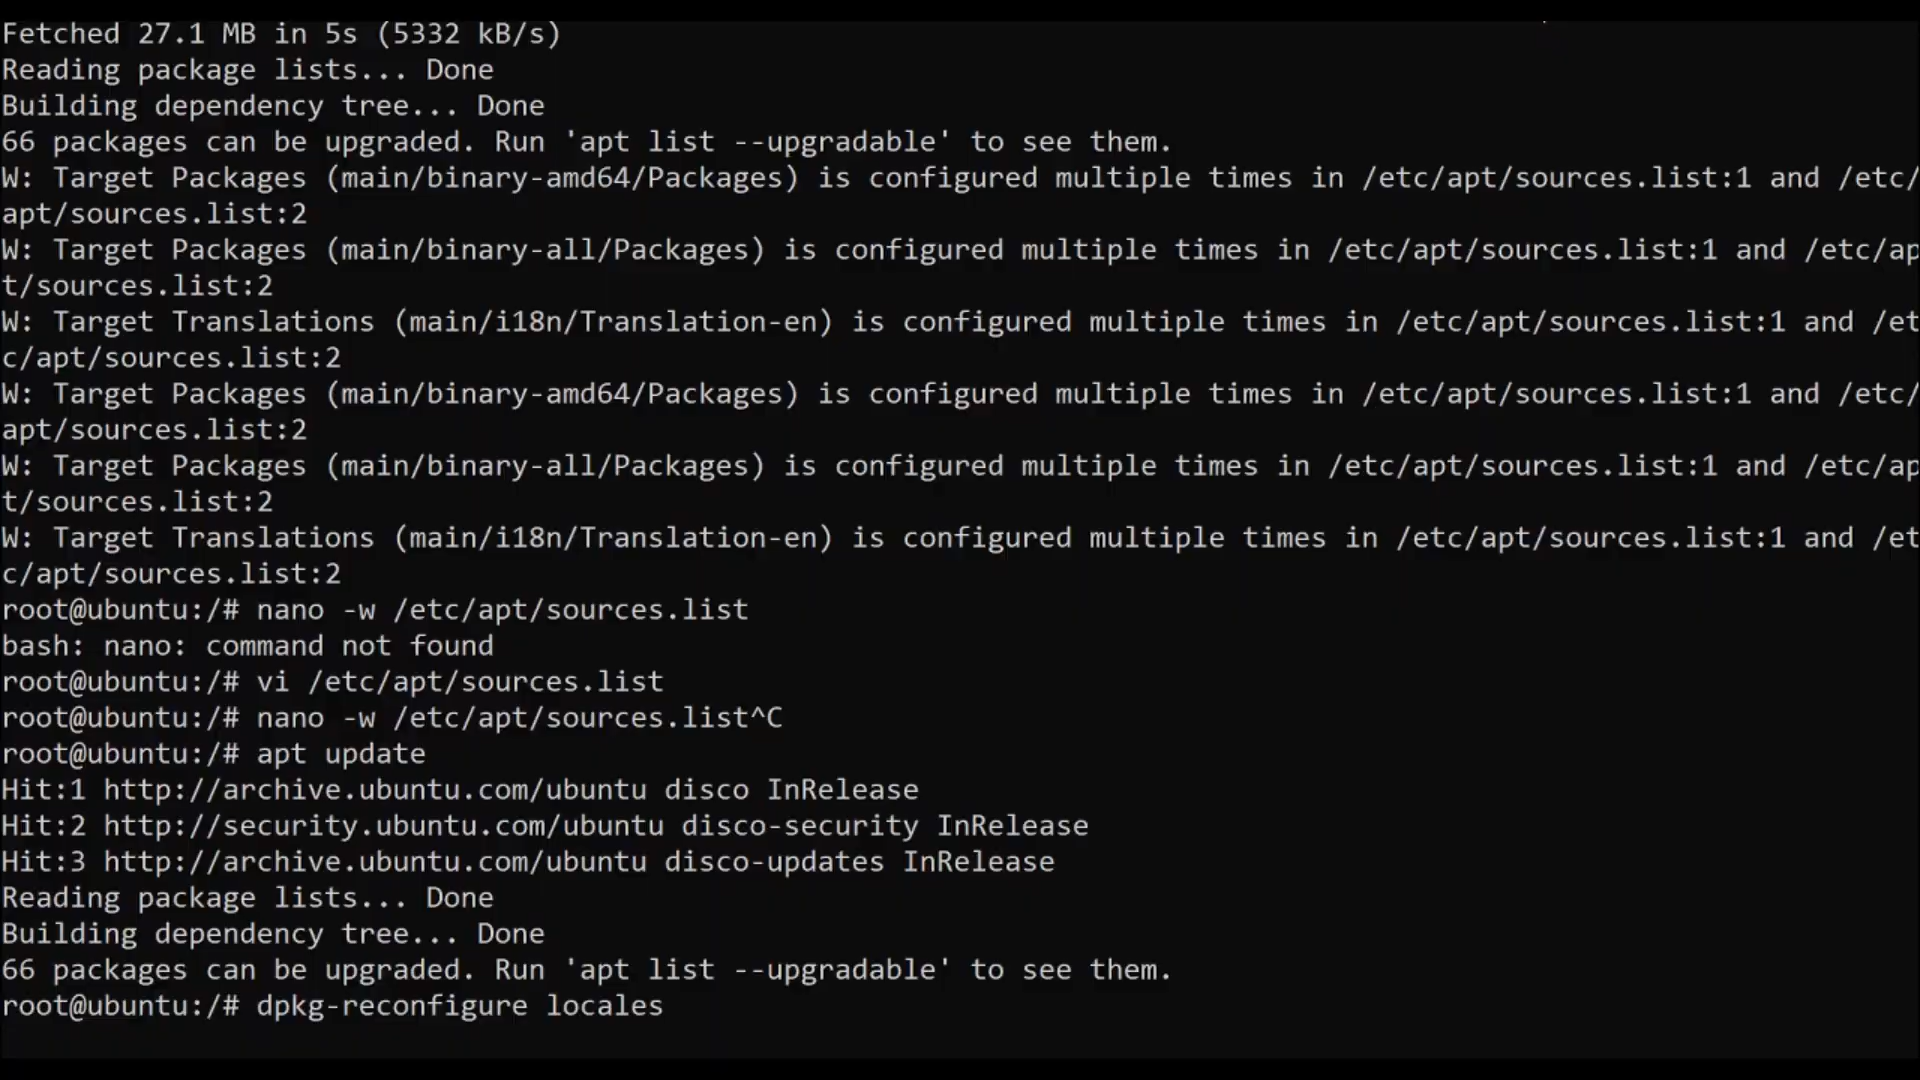 Fetched 27.1 MB in 5s (5332 kB/s)
Reading package lists... Done
Building dependency tree... Done
66 packages can be upgraded. Run 'apt list --upgradable' to see them.
W: Target Packages (main/binary-amd64/Packages) is configured multiple times in /etc/apt/sources.list:1 and /etc/
apt/sources.list:2
W: Target Packages (main/binary-all/Packages) is configured multiple times in /etc/apt/sources.list:1 and /etc/ap
t/sources.list:2
W: Target Translations (main/i18n/Translation-en) is configured multiple times in /etc/apt/sources.list:1 and /et
c/apt/sources.list:2
W: Target Packages (main/binary-amd64/Packages) is configured multiple times in /etc/apt/sources.list:1 and /etc/
apt/sources.list:2
W: Target Packages (main/binary-all/Packages) is configured multiple times in /etc/apt/sources.list:1 and /etc/ap
t/sources.list:2
W: Target Translations (main/i18n/Translation-en) is configured multiple times in /etc/apt/sources.list:1 and /et
c/apt/sources.list:2
root@ubuntu:/# nano -w /etc/apt/sources.list
bash: nano: command not found
root@ubuntu:/# vi /etc/apt/sources.list
root@ubuntu:/# nano -w /etc/apt/sources.list^C
root@ubuntu:/# apt update
Hit:1 http://archive.ubuntu.com/ubuntu disco InRelease
Hit:2 http://security.ubuntu.com/ubuntu disco-security InRelease
Hit:3 http://archive.ubuntu.com/ubuntu disco-updates InRelease
Reading package lists... Done
Building dependency tree... Done
66 packages can be upgraded. Run 'apt list --upgradable' to see them.
root@ubuntu:/# dpkg-reconfigure locales